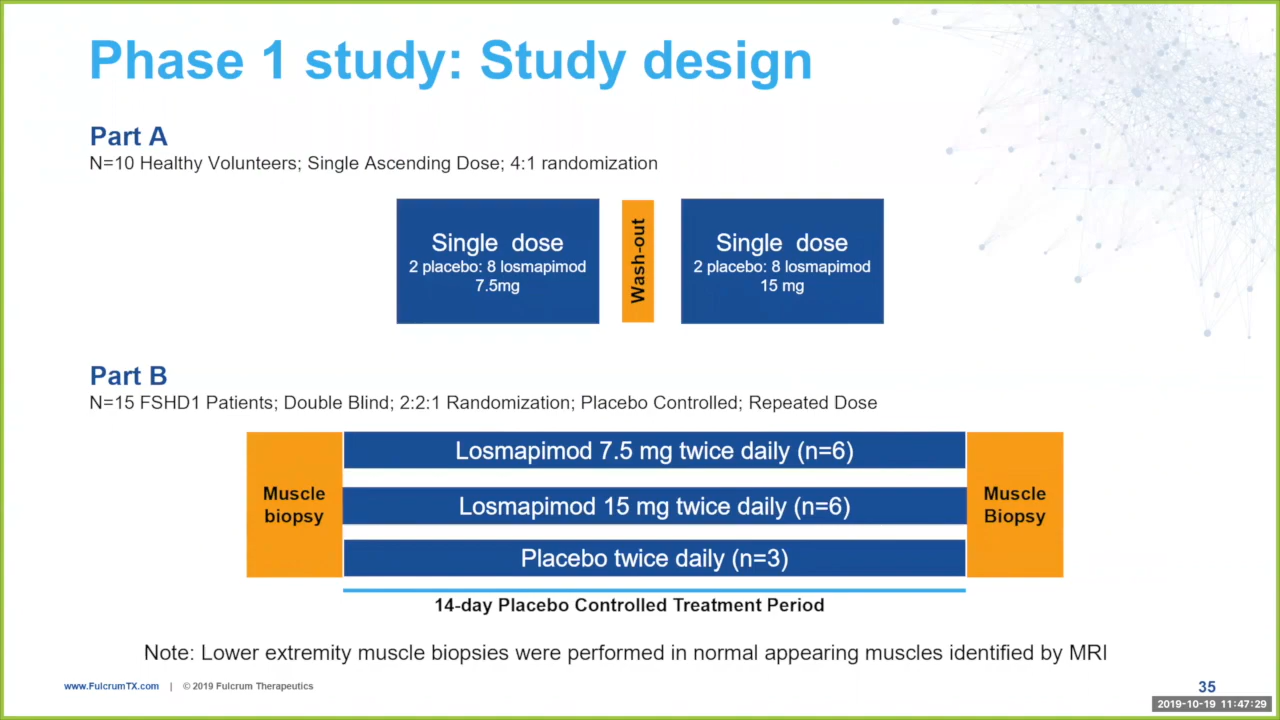 Phase 1 study: Study design
Part A
N=10 Healthy Volunteers; Single Ascending Dose; 4:1 randomization
Single dose
2 placebo: 8 losmapimod
7.5mg
Wash-out
Single dose
2 placebo: 8 losmapimod
15 mg
Part B
N=15 FSHD1 Patients; Double Blind; 2:2:1 Randomization; Placebo Controlled; Repeated Dose
Muscle
biopsy
Losmapimod 7.5 mg twice daily (n=6)
Losmapimod 15 mg twice daily (n=6)
Placebo twice daily (n=3)
Muscle
Biopsy
14-day Placebo Controlled Treatment Period
Note: Lower extremity muscle biopsies were performed in normal appearing muscles identified by MRI
www.FulcrumTX.com | © 2019 Fulcrum Therapeutics
35
2019-10-19 11:47:29